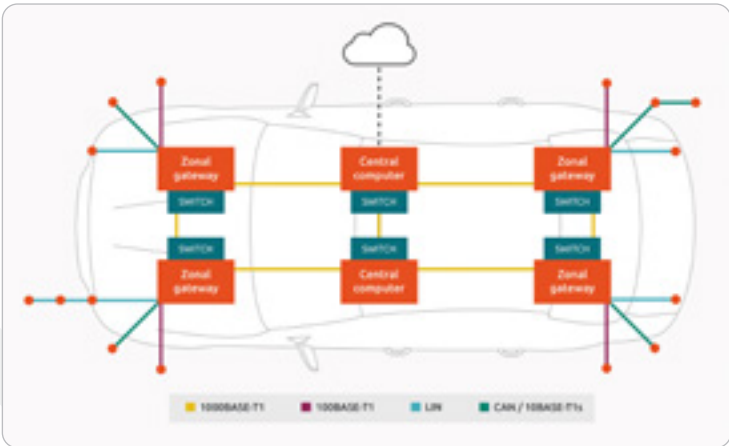 Zonal
gateway
Central
computer
Zonal
gateway
SWITCH
SWITCH
SWITCH
SWITCH
SWITCH
SWITCH
Zonal
gateway
Central
computer
Zonal
gateway
1000BASE-T1
100BASE-T1
LIN
CAN / 10BASE-T1s